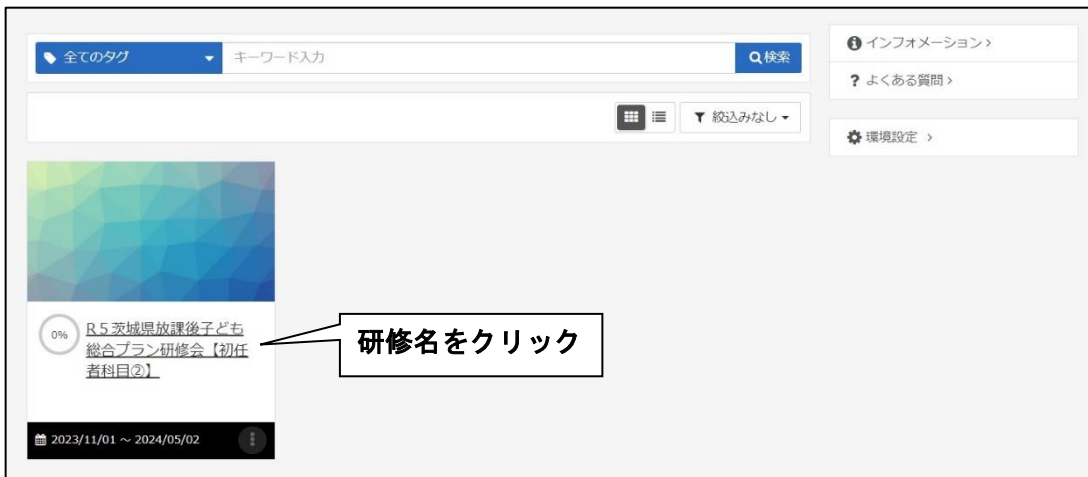 全てのタグ
キーワード入力
検索
インフォメーション
よくある質問
環境設定
絞込みなし
0%
R5茨城県放課後子ども
総合プラン研修会【初任
者科目②】
研修名をクリック
2023/11/01 ～ 2024/05/02